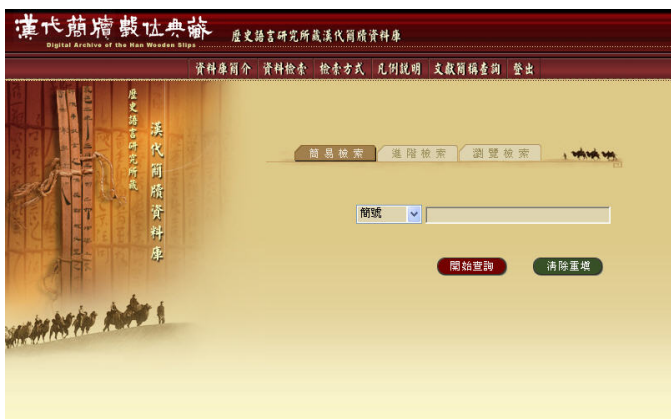 漢代簡牘數位典藏
Digital Archive of the Han Wooden Slips
歷史語言研究所藏漢代簡牘資料庫
資料庫簡介 資料檢索 檢索方式 凡例說明 文獻簡稱查詢 登出
歷史語言研究所藏
漢代簡牘資料庫
簡易檢索 進階檢索 瀏覽檢索
簡號
開始查詢 清除重填